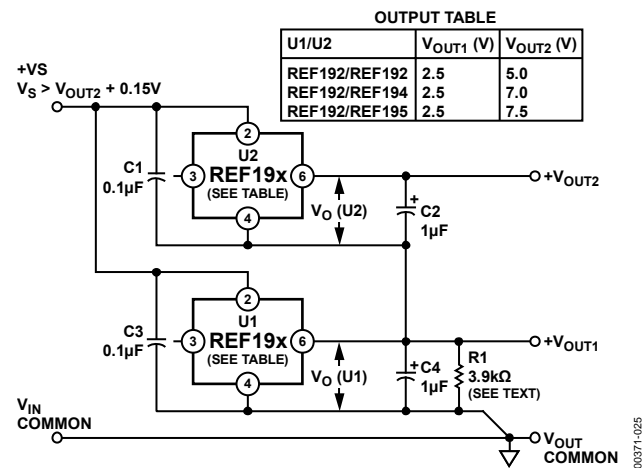 OUTPUT TABLE
U1/U2 VOUT1 (V) VOUT2 (V)
REF192/REF192 2.5 5.0
REF192/REF194 2.5 7.0
REF192/REF195 2.5 7.5
+VS
VS > VOUT2 + 0.15V
2
U2
C1
0.1µF
3
REF19x
6
(SEE TABLE)
4
VO (U2)
+
C2
1µF
+VOUT2
2
U1
C3
0.1µF
3
REF19x
6
(SEE TABLE)
4
VO (U1)
+
C4
1µF
R1
3.9kΩ
(SEE TEXT)
+VOUT1
VIN
COMMON
VOUT
COMMON
00371-025